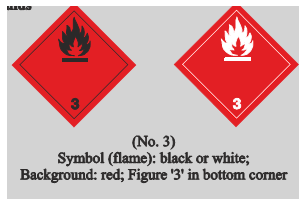 3 3
(No. 3)
Symbol (flame): black or white;
Background: red; Figure '3' in bottom corner